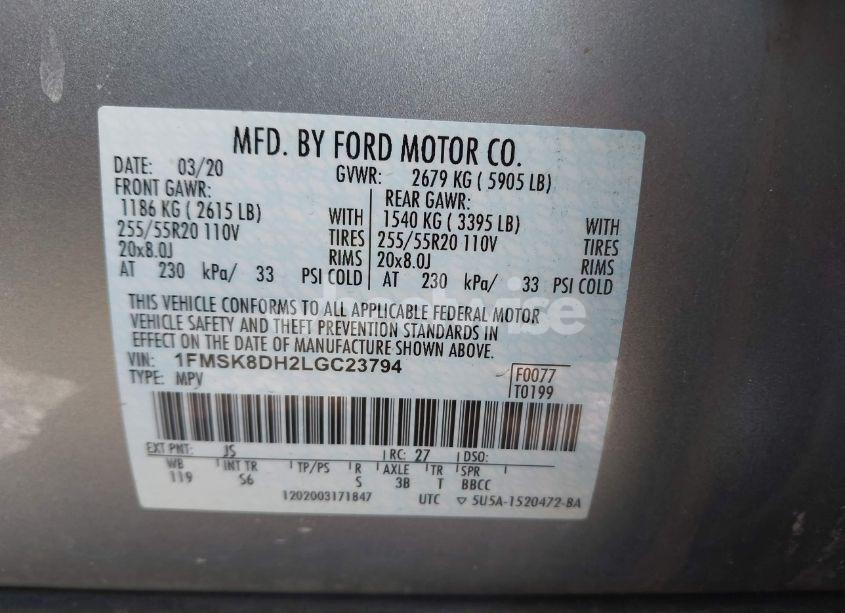 MFD. BY FORD MOTOR CO.
DATE: 03/20 GVWR: 2679 KG ( 5905 LB)
FRONT GAWR: REAR GAWR:
1186 KG ( 2615 LB) WITH 1540 KG ( 3395 LB) WITH
255/55R20 110V TIRES 255/55R20 110V TIRES
20x8.0J RIMS 20x8.0J RIMS
AT 230 kPa/ 33 PSI COLD AT 230 kPa/ 33 PSI COLD
THIS VEHICLE CONFORMS TO ALL APPLICABLE FEDERAL MOTOR
VEHICLE SAFETY AND THEFT PREVENTION STANDARDS IN
EFFECT ON THE DATE OF MANUFACTURE SHOWN ABOVE.
VIN: 1FMSK8DH2LGC23794
TYPE: MPV
F0077
T0199
EXT PNT: JS RC: 27 DSO:
WB INT TR TP/PS R AXLE TR SPR
119 S6 S 3B T BBCC
1202003171847 UTC ▽ 5U5A-1520472-BA